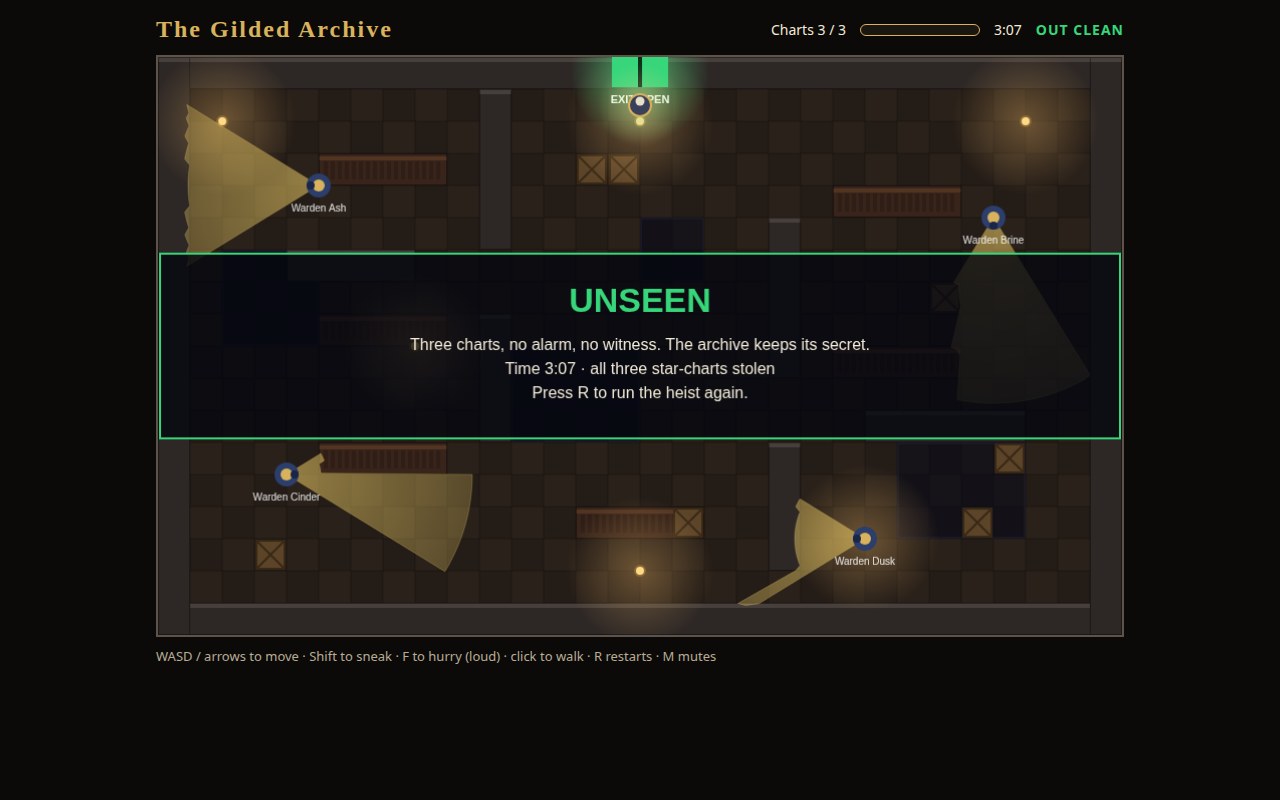 The Gilded Archive
Charts 3 / 3
3:07
OUT CLEAN
Warden Ash
Warden Brine
UNSEEN
Three charts, no alarm, no witness. The archive keeps its secret.
Time 3:07 · all three star-charts stolen
Press R to run the heist again.
Warden Cinder
Warden Dusk
WASD / arrows to move · Shift to sneak · F to hurry (loud) · click to walk · R restarts · M mutes